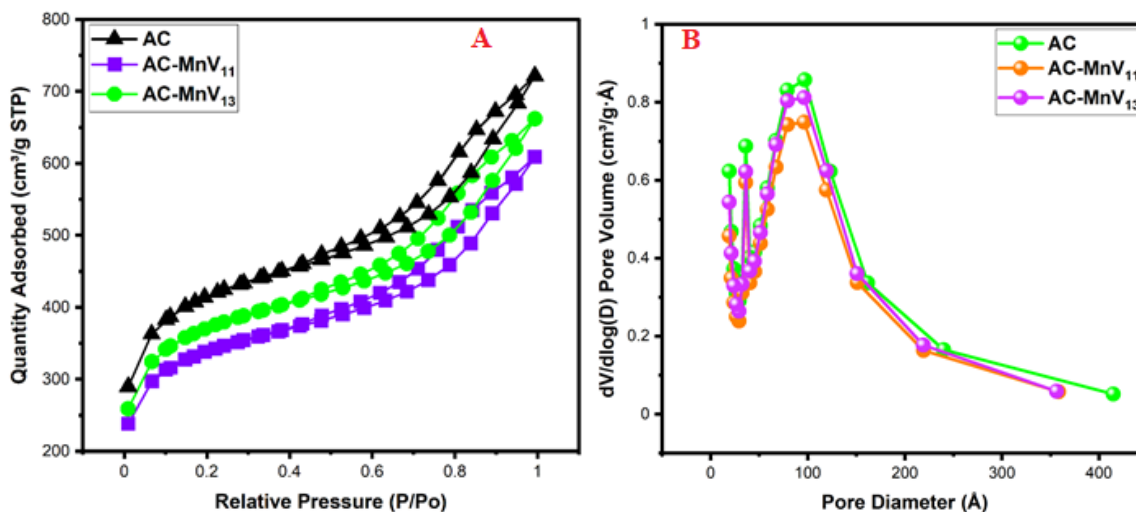 A
AC
AC-MnV₁₁
AC-MnV₁₃
Quantity Adsorbed (cm³/g STP)
800
700
600
500
400
300
200
0
0.2
0.4
0.6
0.8
1
Relative Pressure (P/Po)
B
AC
AC-MnV₁₁
AC-MnV₁₃
dV/dlog(D) Pore Volume (cm³/g·Å)
1
0.8
0.6
0.4
0.2
0
0
100
200
300
400
Pore Diameter (Å)